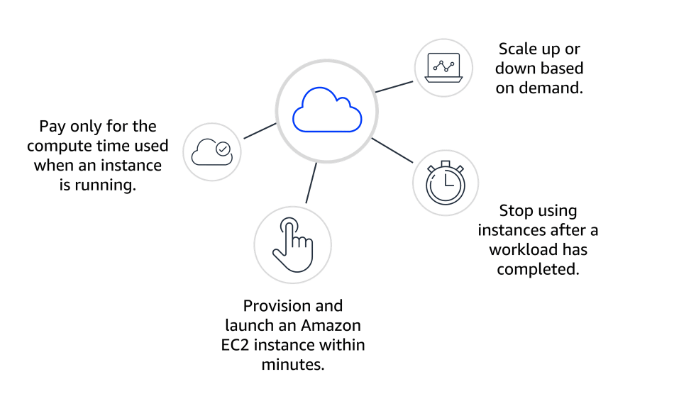 Scale up or
down based
on demand.
Pay only for the
compute time used
when an instance
is running.
Stop using
instances after a
workload has
completed.
Provision and
launch an Amazon
EC2 instance within
minutes.